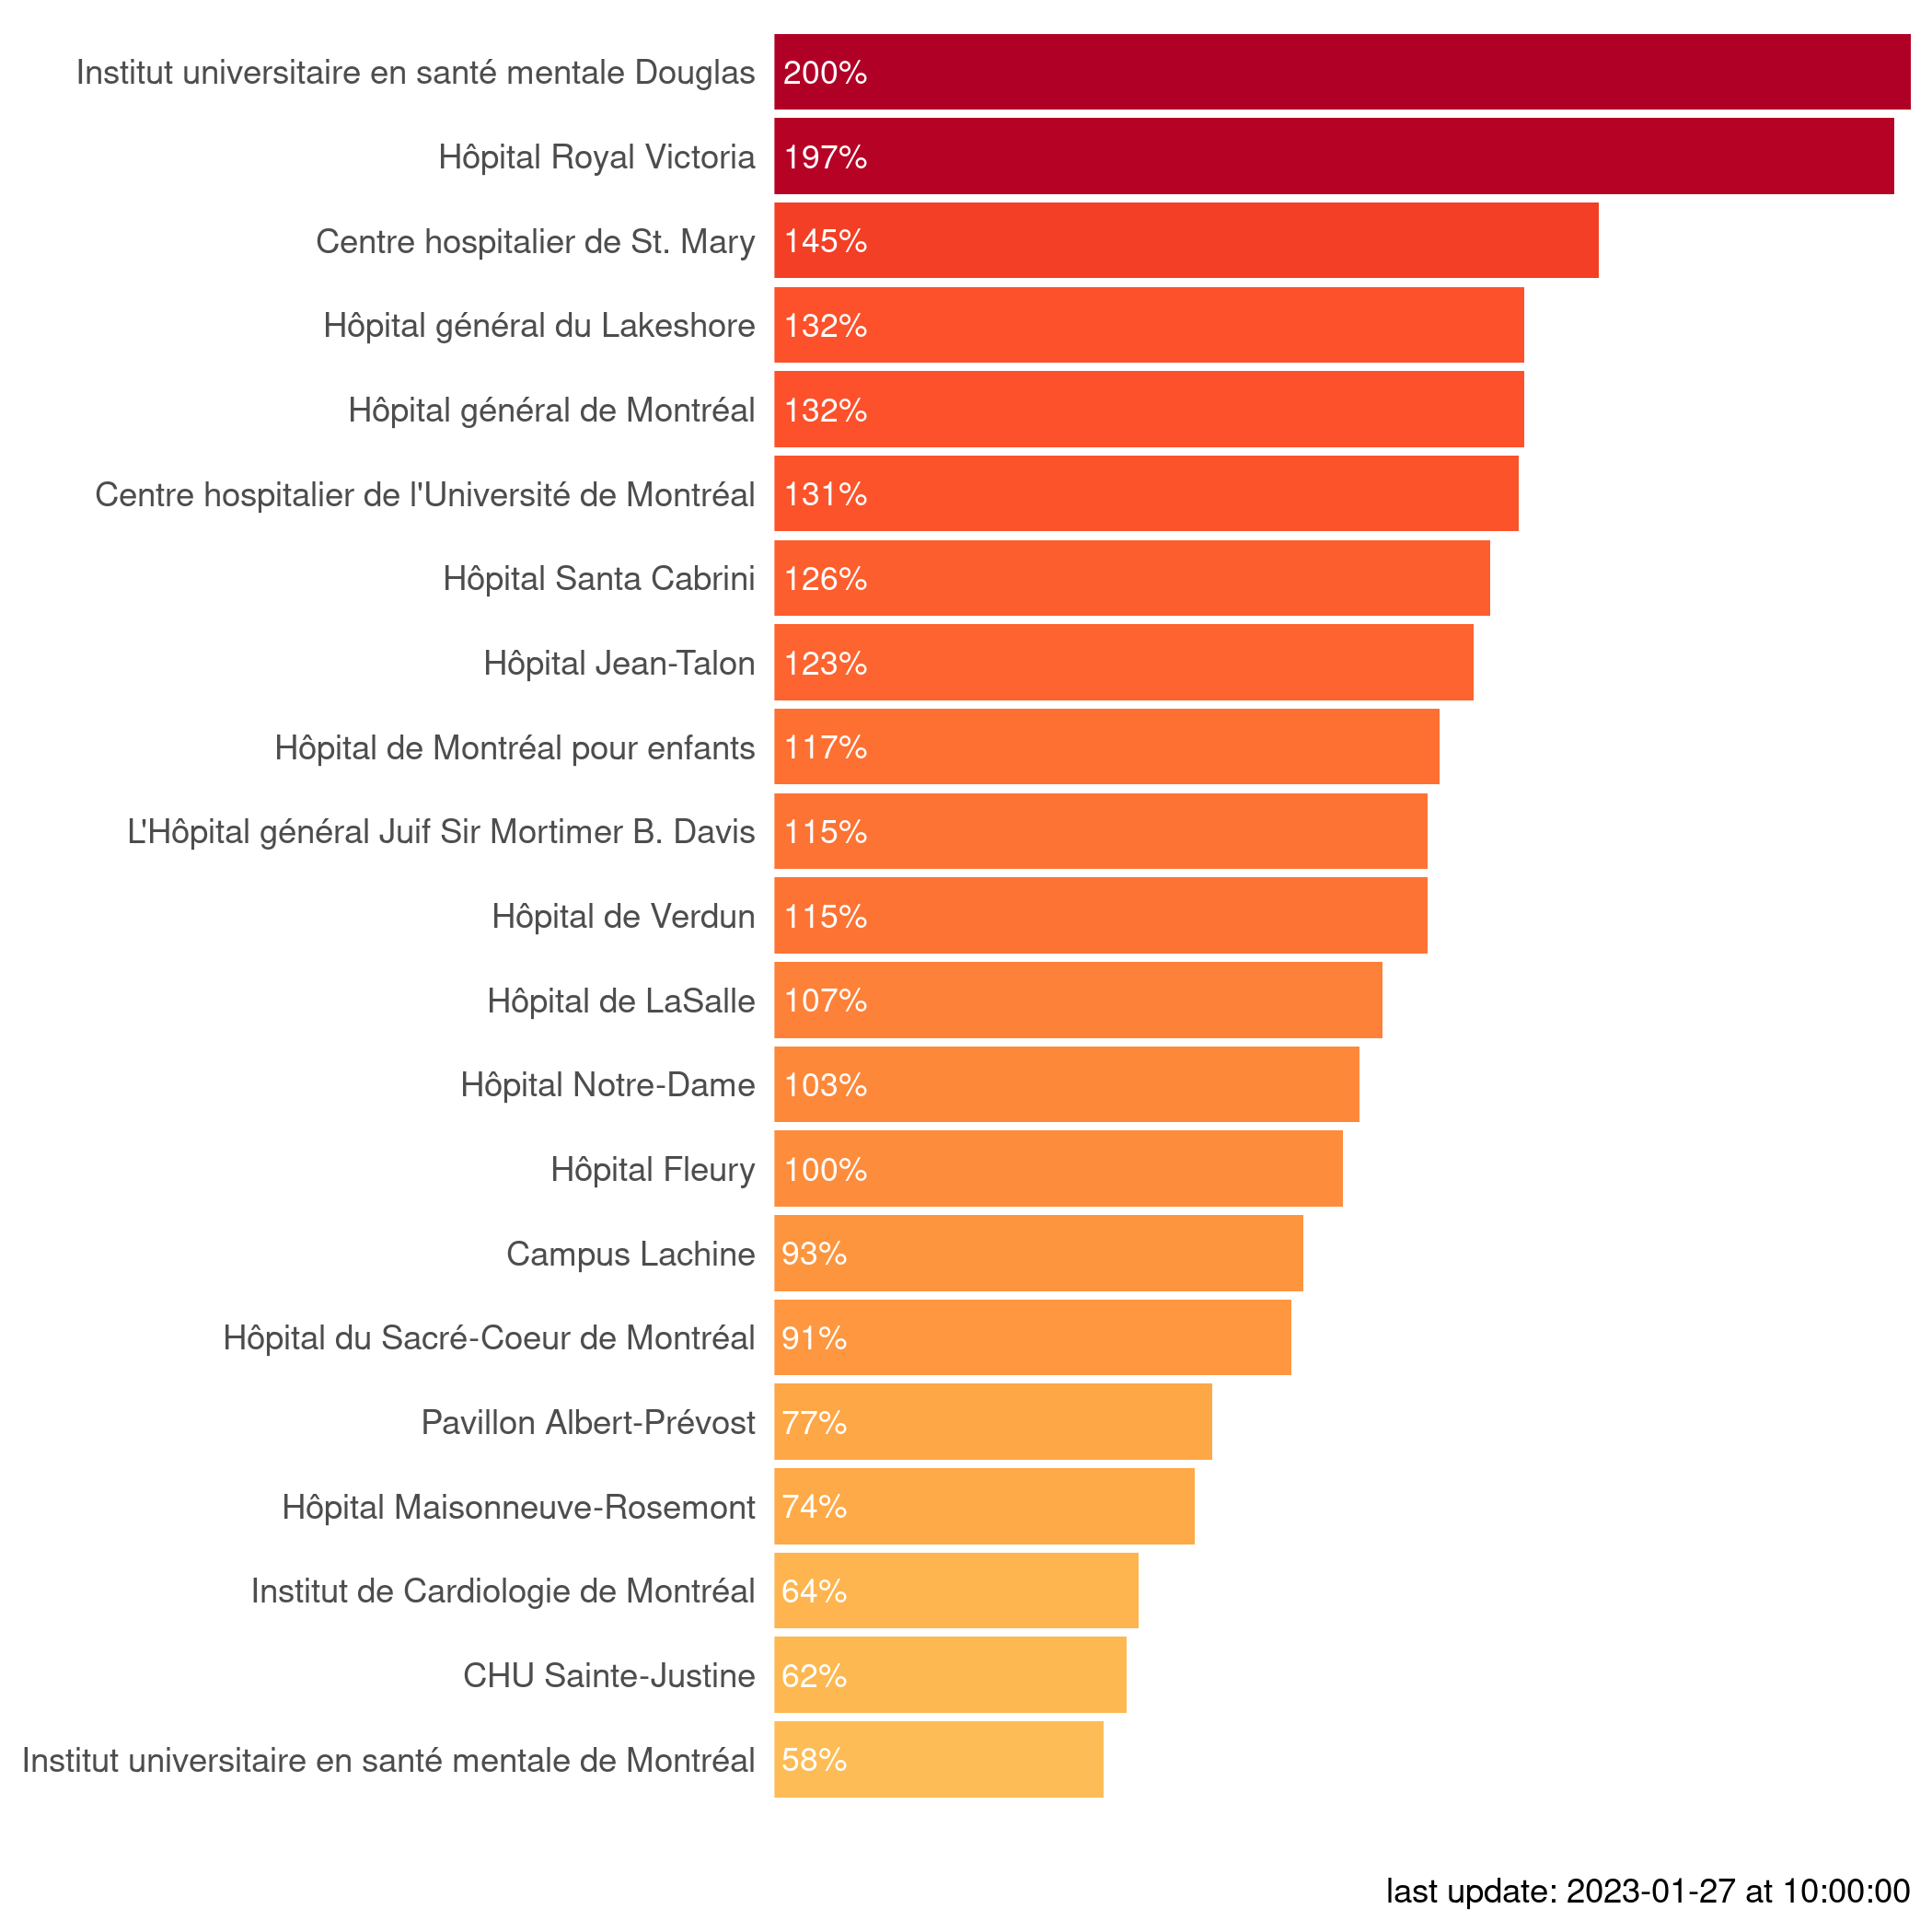 Institut universitaire en santé mentale Douglas 200%
Hôpital Royal Victoria 197%
Centre hospitalier de St. Mary 145%
Hôpital général du Lakeshore 132%
Hôpital général de Montréal 132%
Centre hospitalier de l'Université de Montréal 131%
Hôpital Santa Cabrini 126%
Hôpital Jean-Talon 123%
Hôpital de Montréal pour enfants 117%
L'Hôpital général Juif Sir Mortimer B. Davis 115%
Hôpital de Verdun 115%
Hôpital de LaSalle 107%
Hôpital Notre-Dame 103%
Hôpital Fleury 100%
Campus Lachine 93%
Hôpital du Sacré-Coeur de Montréal 91%
Pavillon Albert-Prévost 77%
Hôpital Maisonneuve-Rosemont 74%
Institut de Cardiologie de Montréal 64%
CHU Sainte-Justine 62%
Institut universitaire en santé mentale de Montréal 58%
last update: 2023-01-27 at 10:00:00